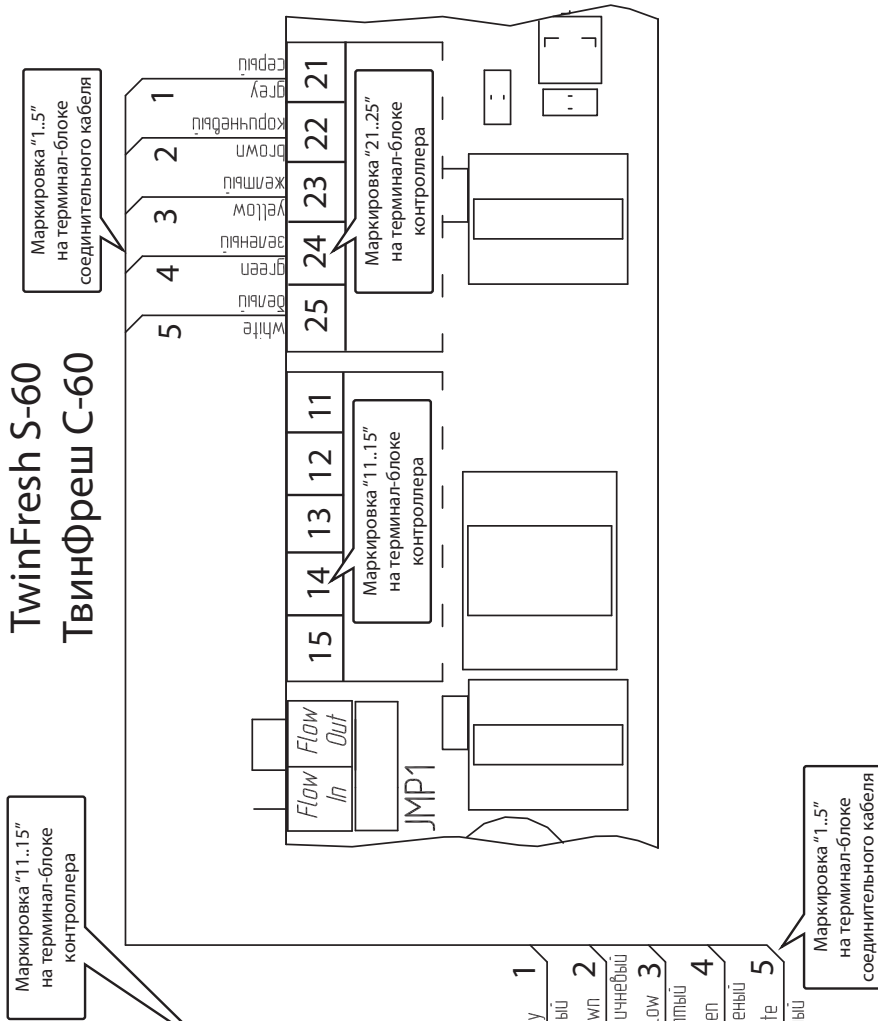 TwinFresh S-60
ТвинФреш С-60
Маркировка "1..5"
на терминал-блоке
соединительного кабеля
1
2
3
4
5
серый
grey
коричневый
brown
желтый
yellow
зеленый
green
белый
white
21
22
23
24
25
Маркировка "21..25"
на терминал-блоке
контроллера
11
12
13
14
15
Маркировка "11..15"
на терминал-блоке
контроллера
Flow
Out
Flow
In
JMP1
Маркировка "11..15"
на терминал-блоке
контроллера
1
2
3
4
5
Маркировка "1..5"
на терминал-блоке
соединительного кабеля